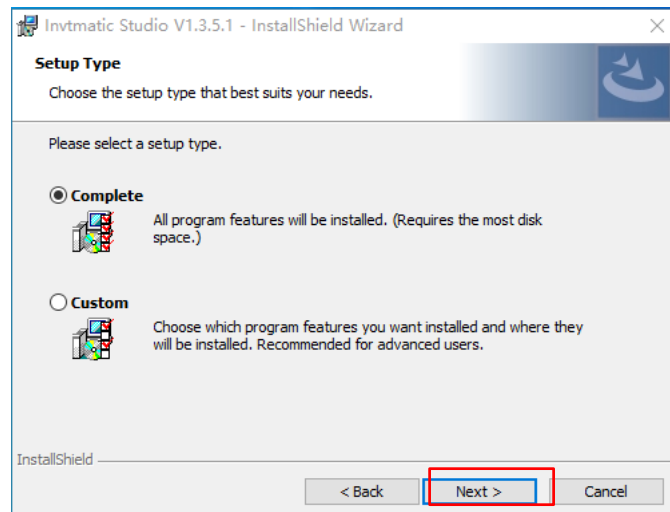 Invtmatic Studio V1.3.5.1 - InstallShield Wizard
Setup Type
Choose the setup type that best suits your needs.
Please select a setup type.
Complete
All program features will be installed. (Requires the most disk
space.)
Custom
Choose which program features you want installed and where they
will be installed. Recommended for advanced users.
InstallShield
< Back Next > Cancel